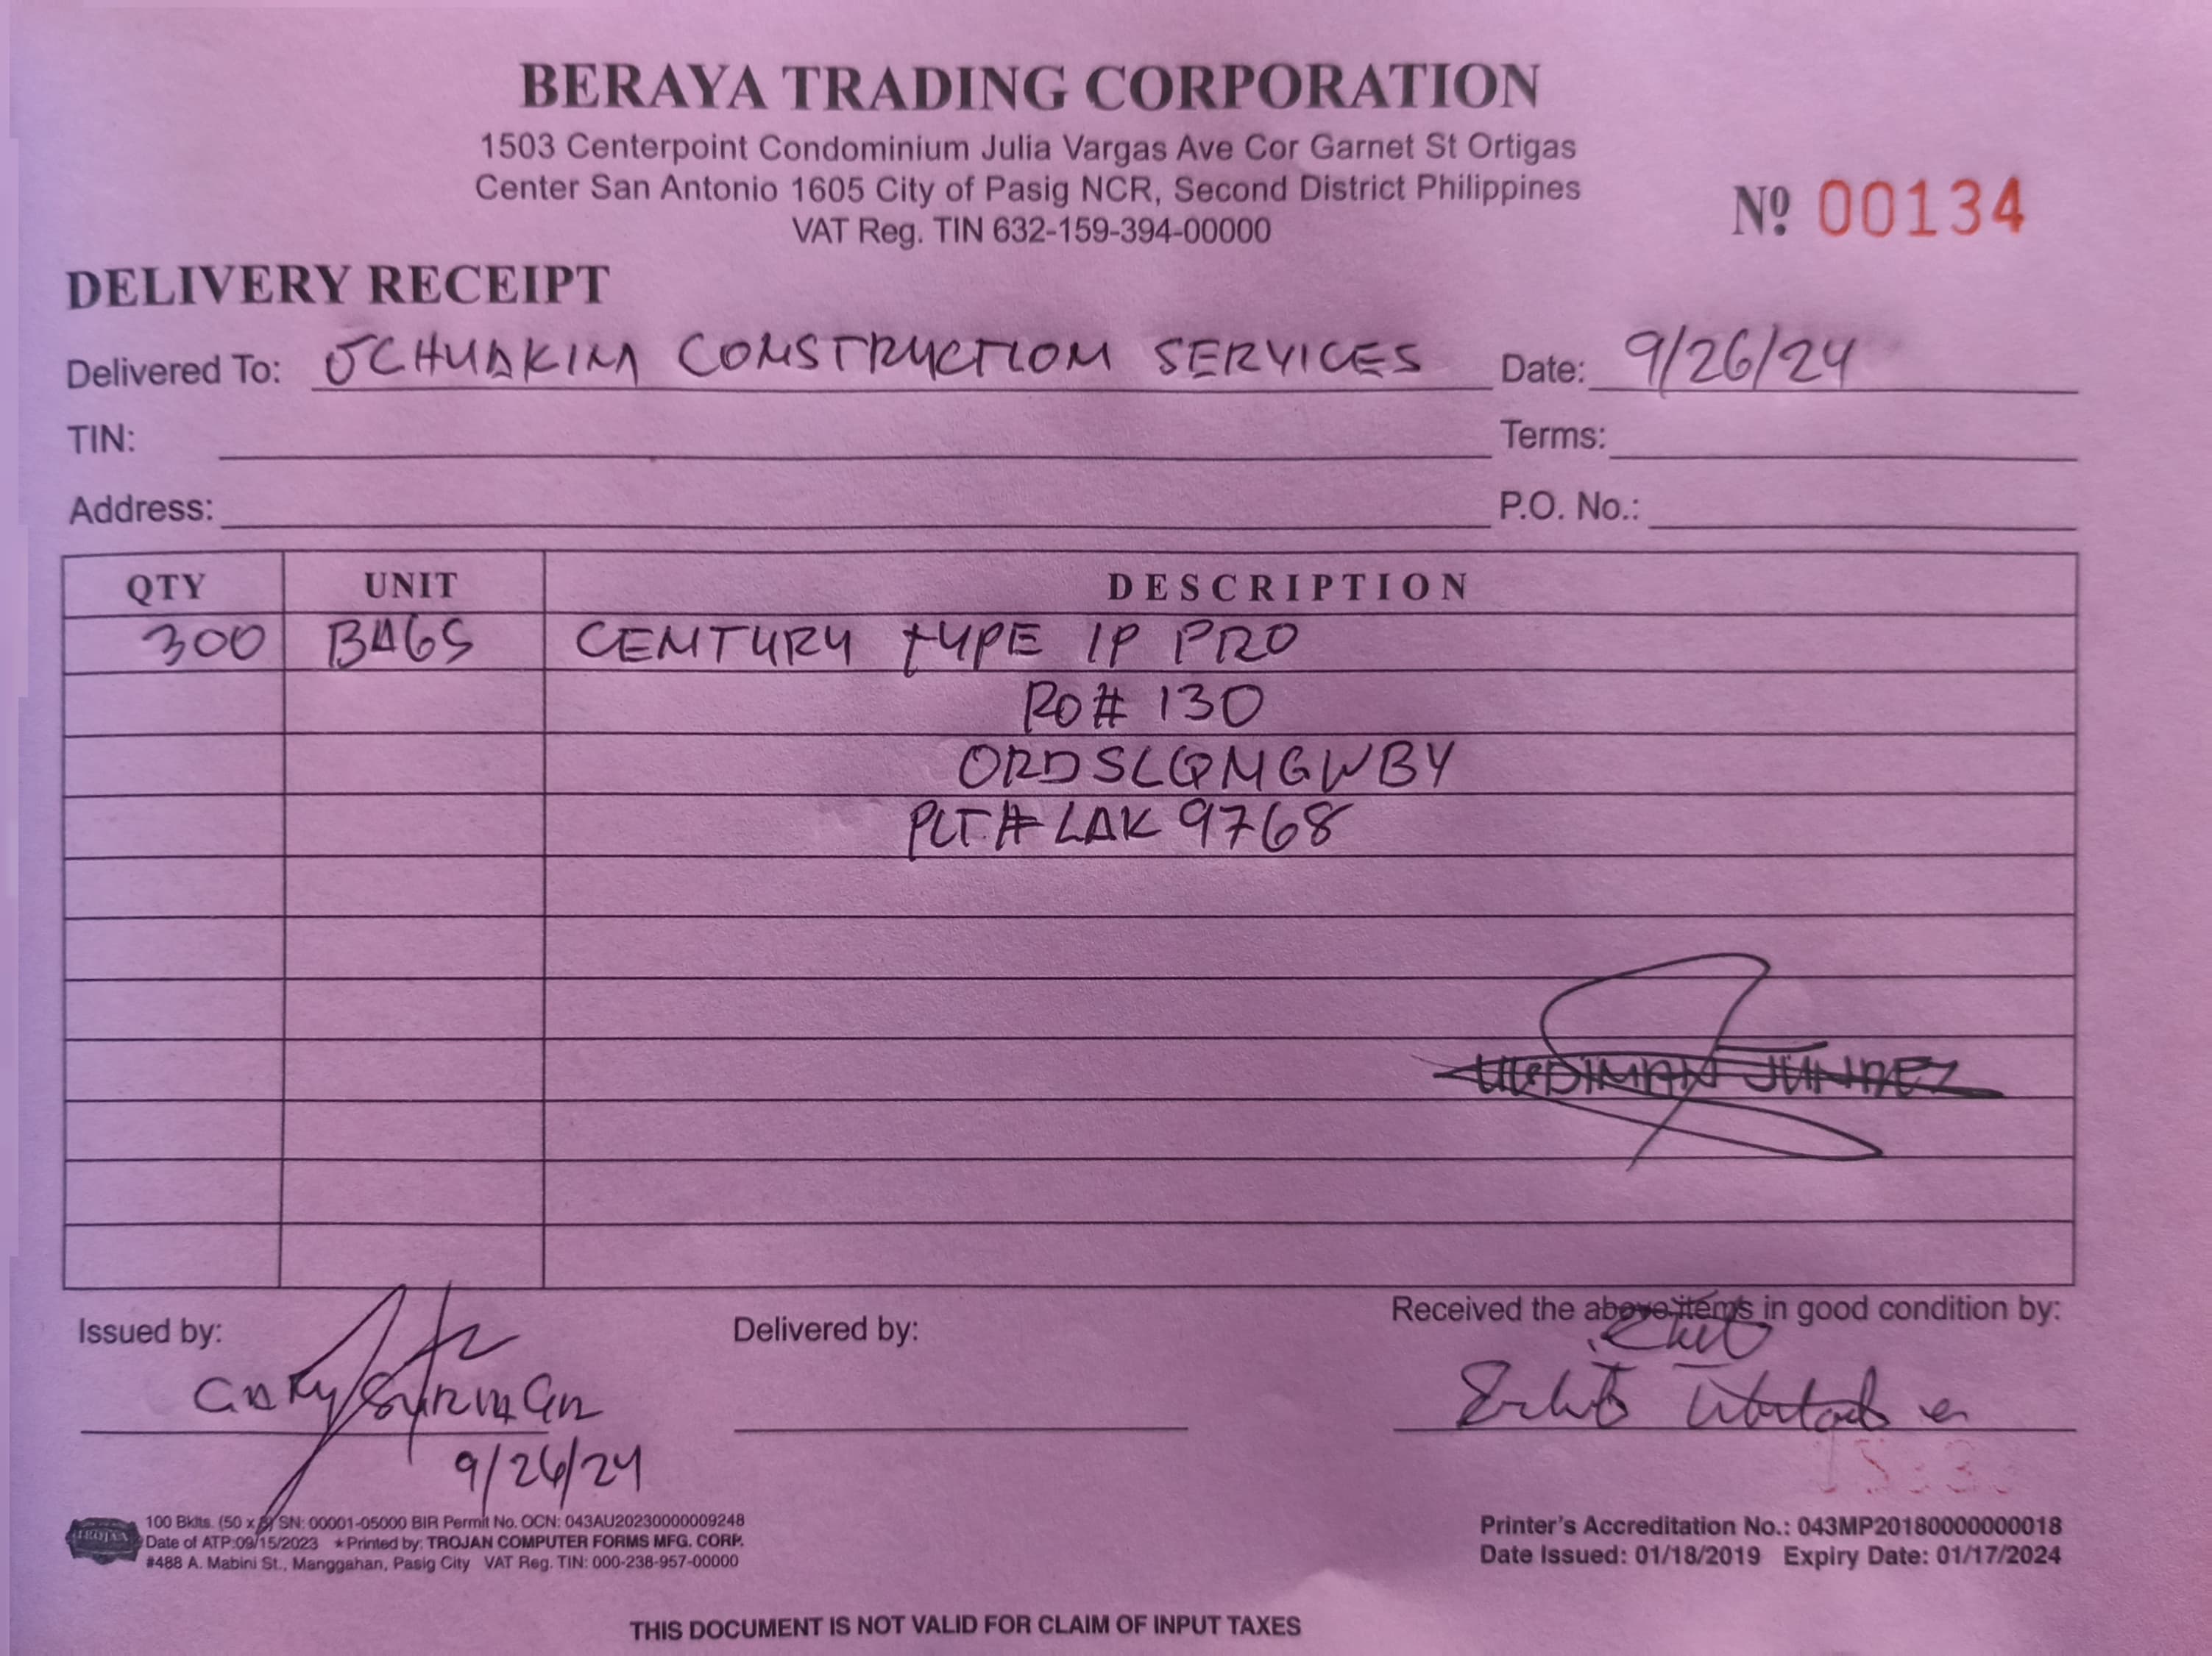 BERAYA TRADING CORPORATION
1503 Centerpoint Condominium Julia Vargas Ave Cor Garnet St Ortigas
Center San Antonio 1605 City of Pasig NCR, Second District Philippines
VAT Reg. TIN 632-159-394-00000
Nº 00134
DELIVERY RECEIPT
Delivered To: JCHUAKIM CONSTRUCTION SERVICES Date: 9/26/24
TIN: Terms:
Address: P.O. No.:
QTY UNIT DESCRIPTION
300 BAGS CENTURY TYPE 1P PRO
RO# 130
ORDSLQMGWBY
PLT# LAK 9768
Issued by: Delivered by: Received the above items in good condition by:
9/26/24
TROJAN
100 Bklts. (50 x SN: 00001-05000 BIR Permit No. OCN: 043AU20230000009248
Date of ATP:09/15/2023 ★Printed by: TROJAN COMPUTER FORMS MFG. CORP.
#488 A. Mabini St., Manggahan, Pasig City VAT Reg. TIN: 000-238-957-00000
Printer's Accreditation No.: 043MP20180000000018
Date Issued: 01/18/2019 Expiry Date: 01/17/2024
THIS DOCUMENT IS NOT VALID FOR CLAIM OF INPUT TAXES